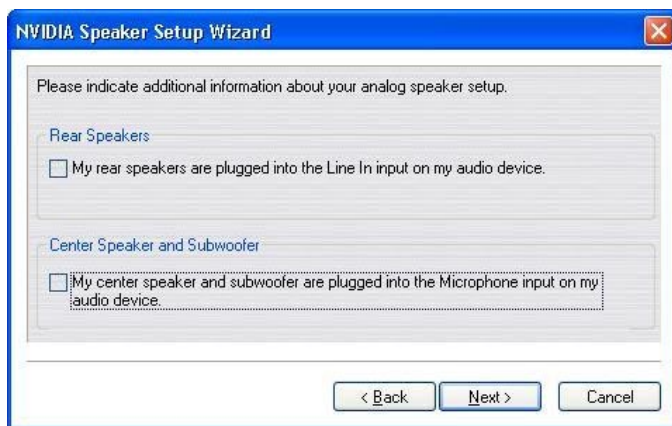 NVIDIA Speaker Setup Wizard
Please indicate additional information about your analog speaker setup.
Rear Speakers
My rear speakers are plugged into the Line In input on my audio device.
Center Speaker and Subwoofer
My center speaker and subwoofer are plugged into the Microphone input on my
audio device.
< Back
Next >
Cancel